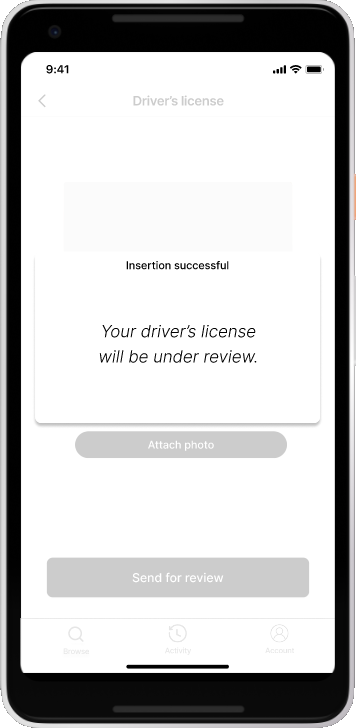 9:41
Driver's license
Insertion successful
Your driver's license
will be under review.
Attach photo
Send for review
Browse
Activity
Account